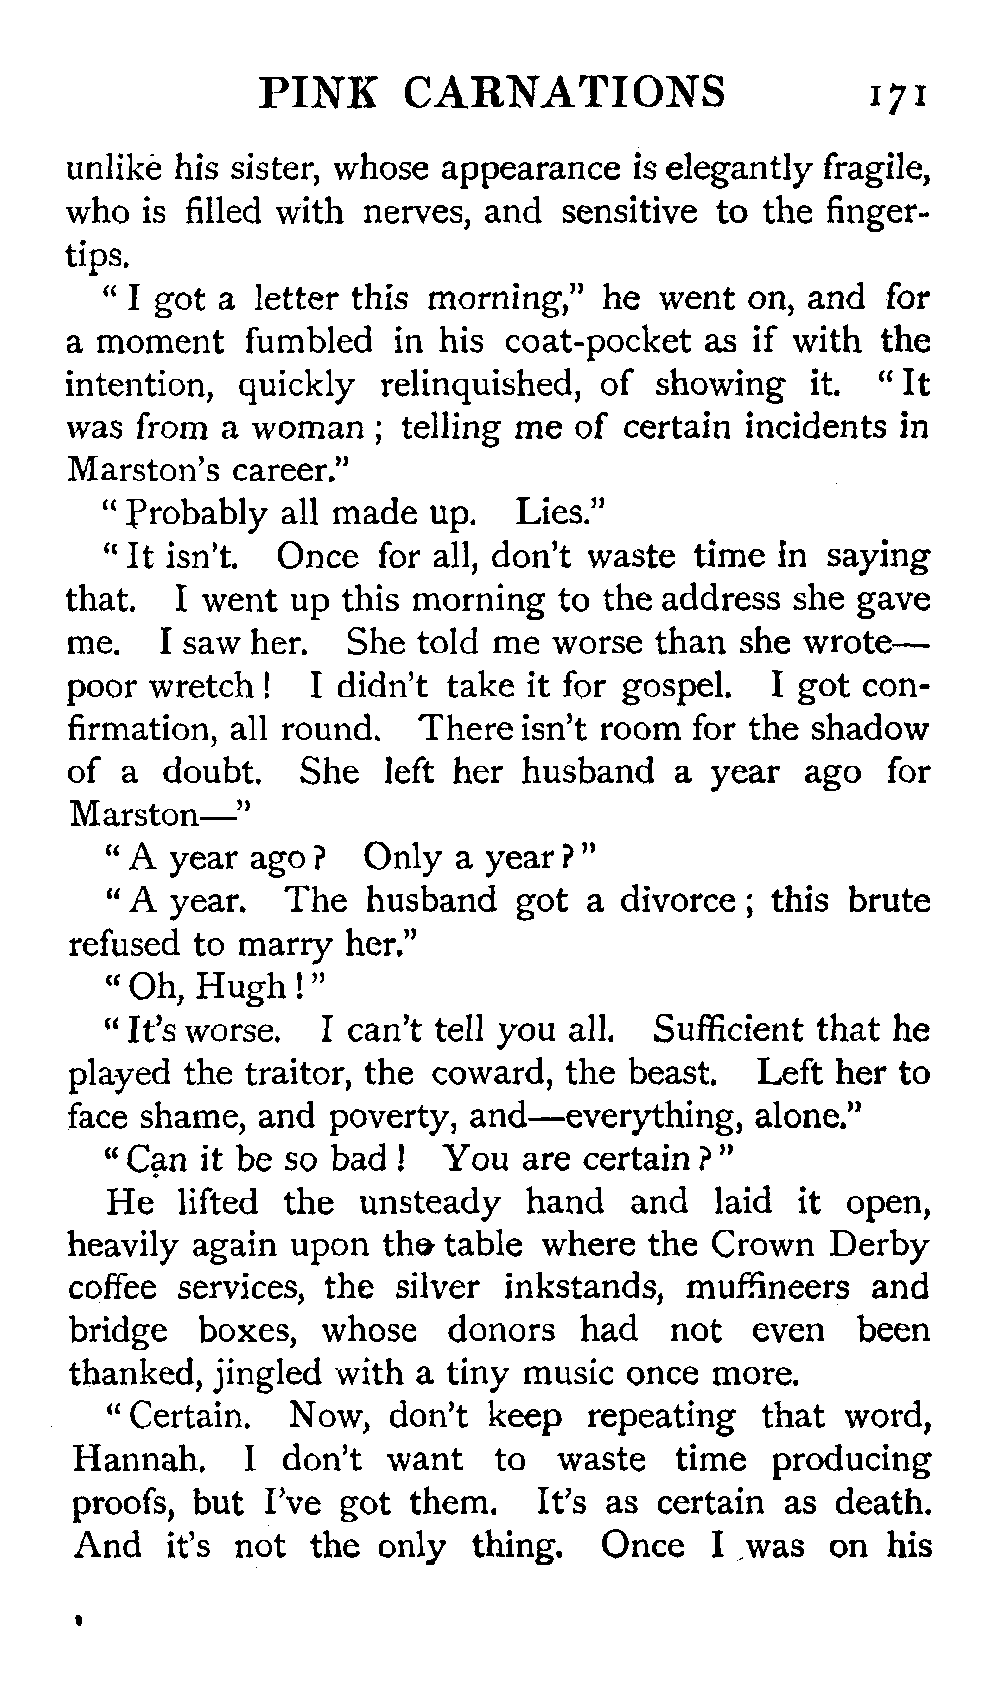 PINK CARNATIONS 171
unlike his sister, whose appearance is elegantly fragile,
who is filled with nerves, and sensitive to the finger-
tips.
“ I got a letter this morning,” he went on, and for
a moment fumbled in his coat-pocket as if with the
intention, quickly relinquished, of showing it. “ It
was from a woman ; telling me of certain incidents in
Marston’s career.”
“ Probably all made up. Lies.”
“ It isn’t. Once for all, don’t waste time in saying
that. I went up this morning to the address she gave
me. I saw her. She told me worse than she wrote—
poor wretch ! I didn’t take it for gospel. I got con-
firmation, all round. There isn’t room for the shadow
of a doubt. She left her husband a year ago for
Marston—”
“ A year ago ? Only a year ? ”
“ A year. The husband got a divorce ; this brute
refused to marry her.”
“ Oh, Hugh ! ”
“ It’s worse. I can’t tell you all. Sufficient that he
played the traitor, the coward, the beast. Left her to
face shame, and poverty, and—everything, alone.”
“ Can it be so bad ! You are certain ? ”
He lifted the unsteady hand and laid it open,
heavily again upon the table where the Crown Derby
coffee services, the silver inkstands, muffineers and
bridge boxes, whose donors had not even been
thanked, jingled with a tiny music once more.
“ Certain. Now, don’t keep repeating that word,
Hannah. I don’t want to waste time producing
proofs, but I’ve got them. It’s as certain as death.
And it’s not the only thing. Once I was on his